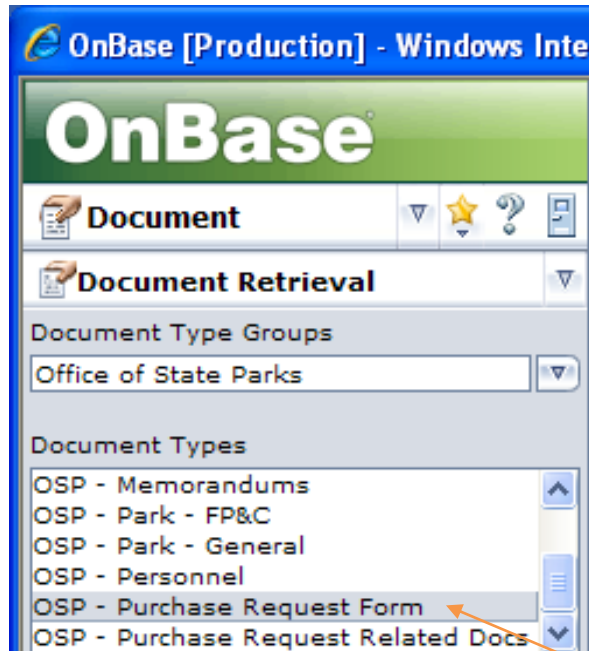 OnBase [Production] - Windows Inte
OnBase
Document
Document Retrieval
Document Type Groups
Office of State Parks
Document Types
OSP - Memorandums
OSP - Park - FP&C
OSP - Park - General
OSP - Personnel
OSP - Purchase Request Form
OSP - Purchase Request Related Docs